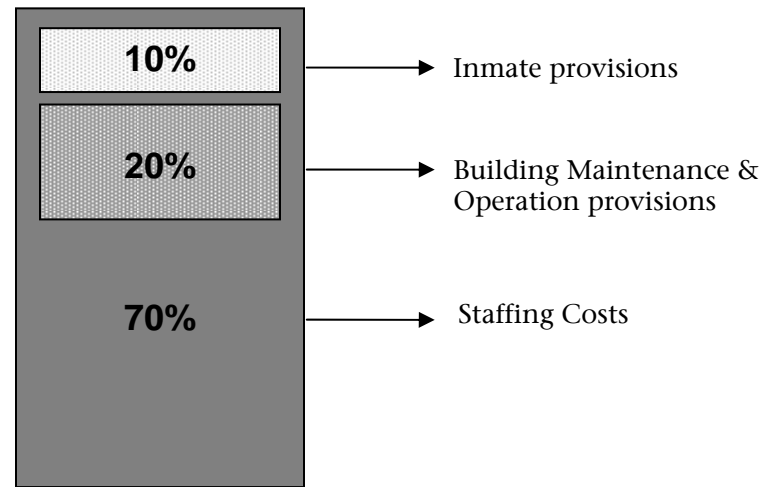 10%
Inmate provisions
20%
Building Maintenance &
Operation provisions
70%
Staffing Costs